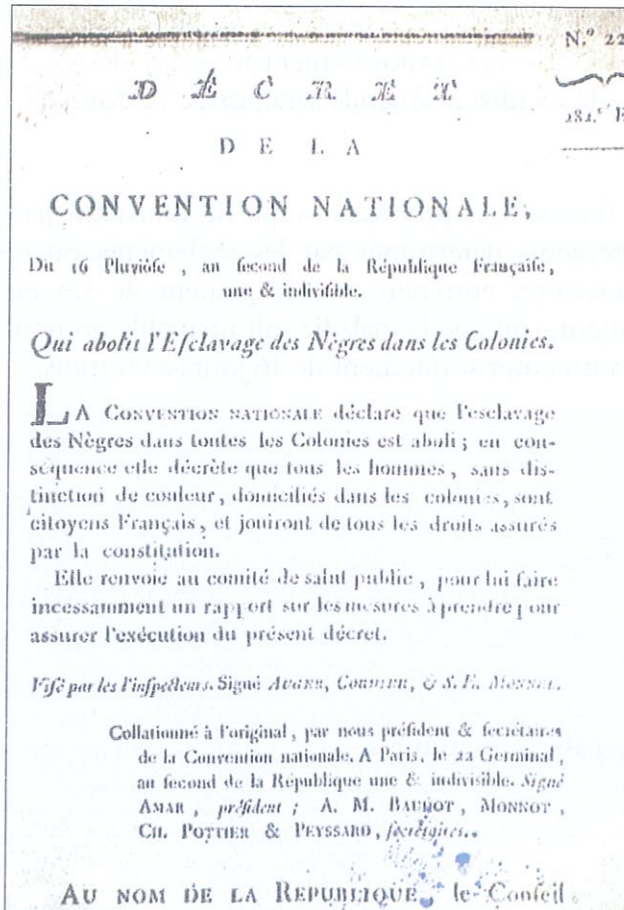 N.º 22
DÉCRET
182.e
DE LA
CONVENTION NATIONALE,
Du 16 Pluviôſe, an ſecond de la République Françaiſe,
une & indiviſible.
Qui abolit l'Eſclavage des Nègres dans les Colonies.
LA CONVENTION NATIONALE déclare que l'esclavage
des Nègres dans toutes les Colonies est aboli ; en con-
séquence elle décrète que tous les hommes, sans dis-
tinction de couleur, domiciliés dans les colonies, sont
citoyens Français, et jouiront de tous les droits assurés
par la constitution.
Elle renvoie au comité de salut public, pour lui faire
incessamment un rapport sur les mesures à prendre pour
assurer l'exécution du présent décret.
Viſé par les l'inſpecteurs. Signé AUGER, CORDIER, & S. E. MONNEL.
Collationné à l'original, par nous préſident & ſecrétaires
de la Convention nationale. A Paris, le 22 Germinal,
an ſecond de la République une & indiviſible. Signé
AMAR, préſident ; A. M. BAUDOT, MONNOT,
CH. POTTIER & PEYSSARD,
AU NOM DE LA RÉPUBLIQUE, le Conſeil